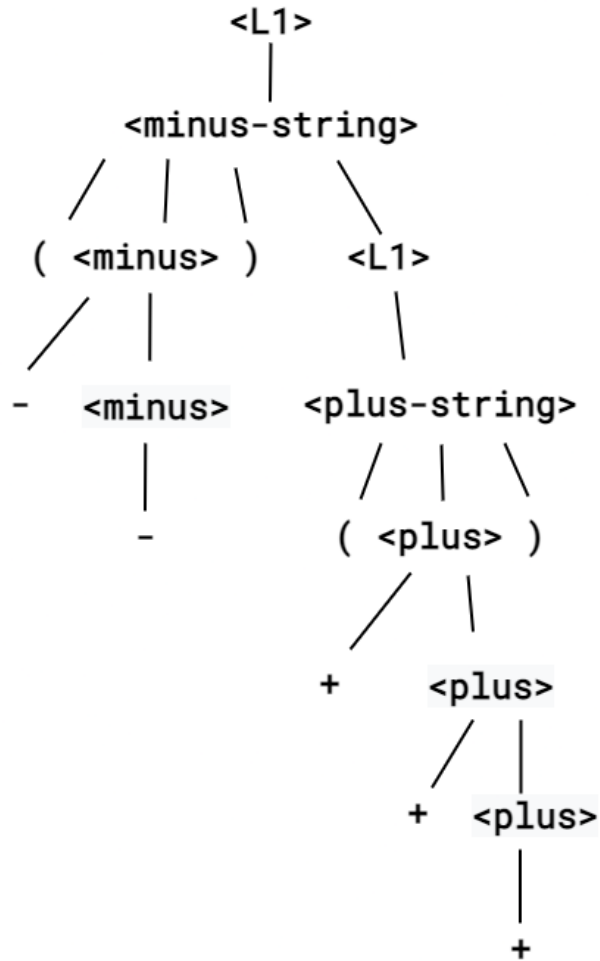 <L1>
<minus-string>
( <minus> ) <L1>
- <minus> <plus-string>
- ( <plus> )
+ <plus>
+ <plus>
+